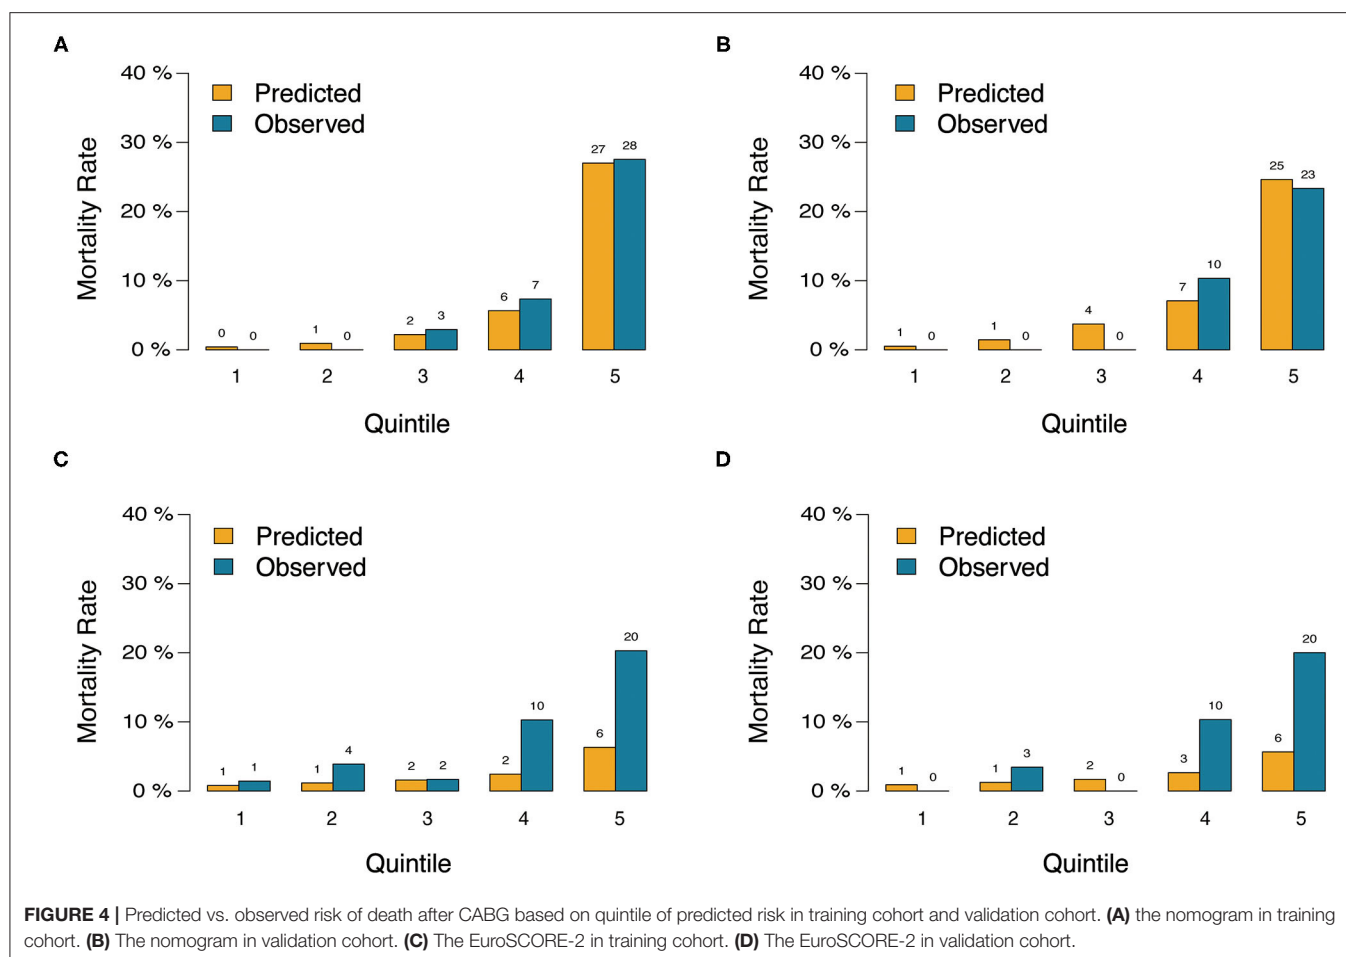 A
40 %
30 %
20 %
10 %
0 %
Mortality Rate
Predicted
Observed
0 0 1 0 2 3 6 7 27 28
1 2 3 4 5
Quintile
B
40 %
30 %
20 %
10 %
0 %
Mortality Rate
Predicted
Observed
1 0 1 0 4 0 7 10 25 23
1 2 3 4 5
Quintile
C
40 %
30 %
20 %
10 %
0 %
Mortality Rate
Predicted
Observed
1 1 1 4 2 2 2 10 6 20
1 2 3 4 5
Quintile
D
40 %
30 %
20 %
10 %
0 %
Mortality Rate
Predicted
Observed
1 0 1 3 2 0 3 10 6 20
1 2 3 4 5
Quintile
FIGURE 4 | Predicted vs. observed risk of death after CABG based on quintile of predicted risk in training cohort and validation cohort. (A) the nomogram in training
cohort. (B) The nomogram in validation cohort. (C) The EuroSCORE-2 in training cohort. (D) The EuroSCORE-2 in validation cohort.